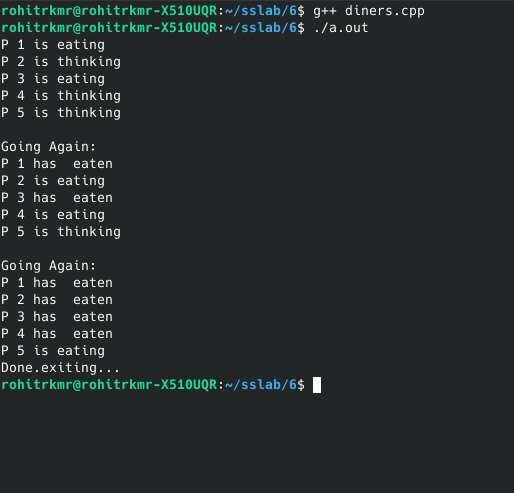 rohitrkmr@rohitrkmr-X510UQR:~/sslab/6$ g++ diners.cpp
rohitrkmr@rohitrkmr-X510UQR:~/sslab/6$ ./a.out
P 1 is eating
P 2 is thinking
P 3 is eating
P 4 is thinking
P 5 is thinking

Going Again:
P 1 has  eaten
P 2 is eating
P 3 has  eaten
P 4 is eating
P 5 is thinking

Going Again:
P 1 has  eaten
P 2 has  eaten
P 3 has  eaten
P 4 has  eaten
P 5 is eating
Done.exiting...
rohitrkmr@rohitrkmr-X510UQR:~/sslab/6$